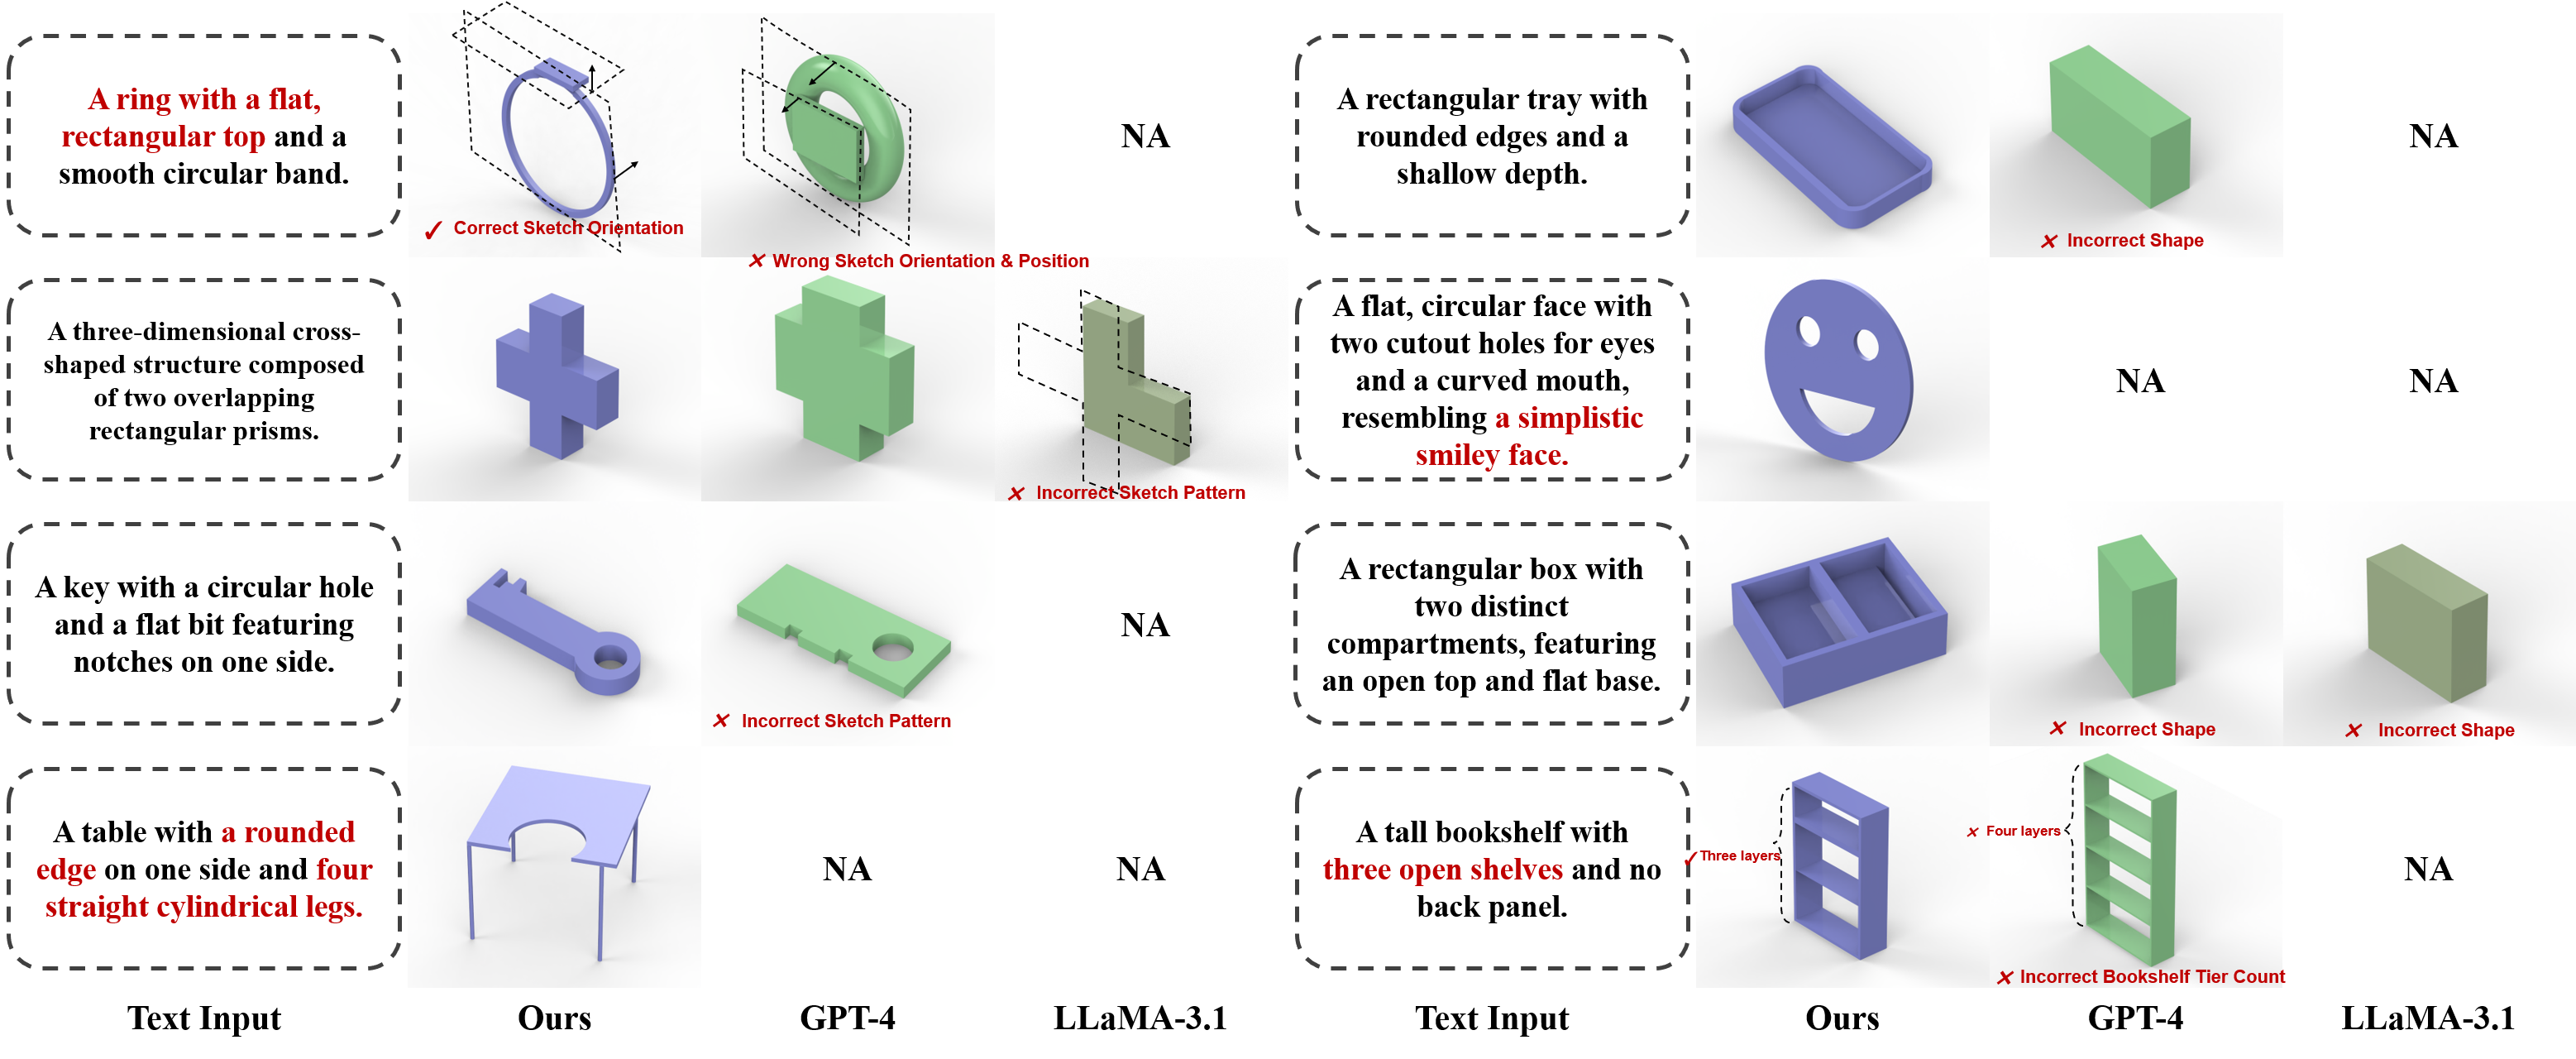 A ring with a flat,
rectangular top and a
smooth circular band.
✓ Correct Sketch Orientation
✕ Wrong Sketch Orientation & Position
NA
A rectangular tray with
rounded edges and a
shallow depth.
✕ Incorrect Shape
NA
A three-dimensional cross-
shaped structure composed
of two overlapping
rectangular prisms.
✕ Incorrect Sketch Pattern
A flat, circular face with
two cutout holes for eyes
and a curved mouth,
resembling a simplistic
smiley face.
NA
NA
A key with a circular hole
and a flat bit featuring
notches on one side.
✕ Incorrect Sketch Pattern
NA
A rectangular box with
two distinct
compartments, featuring
an open top and flat base.
✕ Incorrect Shape
✕ Incorrect Shape
A table with a rounded
edge on one side and four
straight cylindrical legs.
NA
NA
A tall bookshelf with
three open shelves and no
back panel.
✓ Three layers
✕ Four layers
✕ Incorrect Bookshelf Tier Count
NA
Text Input
Ours
GPT-4
LLaMA-3.1
Text Input
Ours
GPT-4
LLaMA-3.1